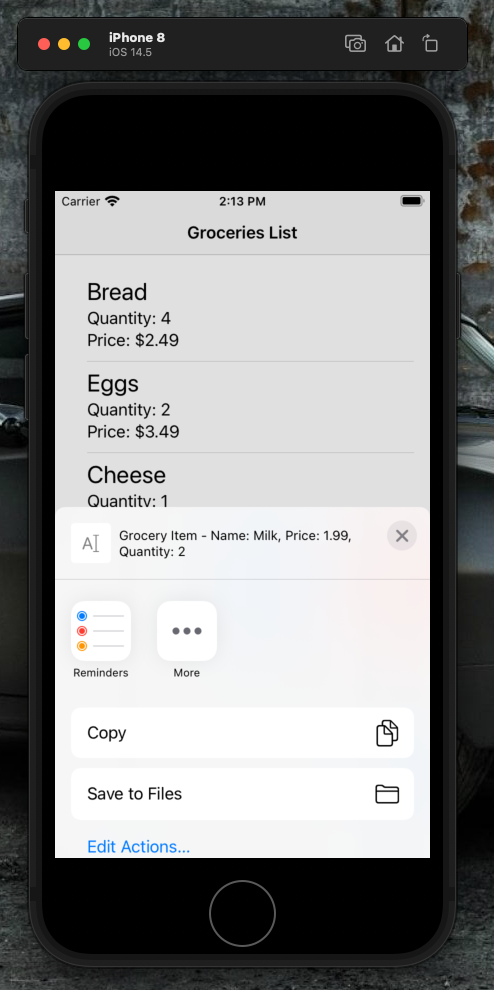 iPhone 8
iOS 14.5
Carrier 2:13 PM
Groceries List
Bread
Quantity: 4
Price: $2.49
Eggs
Quantity: 2
Price: $3.49
Cheese
Quantity: 1
A
Grocery Item - Name: Milk, Price: 1.99,
Quantity: 2
Reminders More
Copy
Save to Files
Edit Actions...